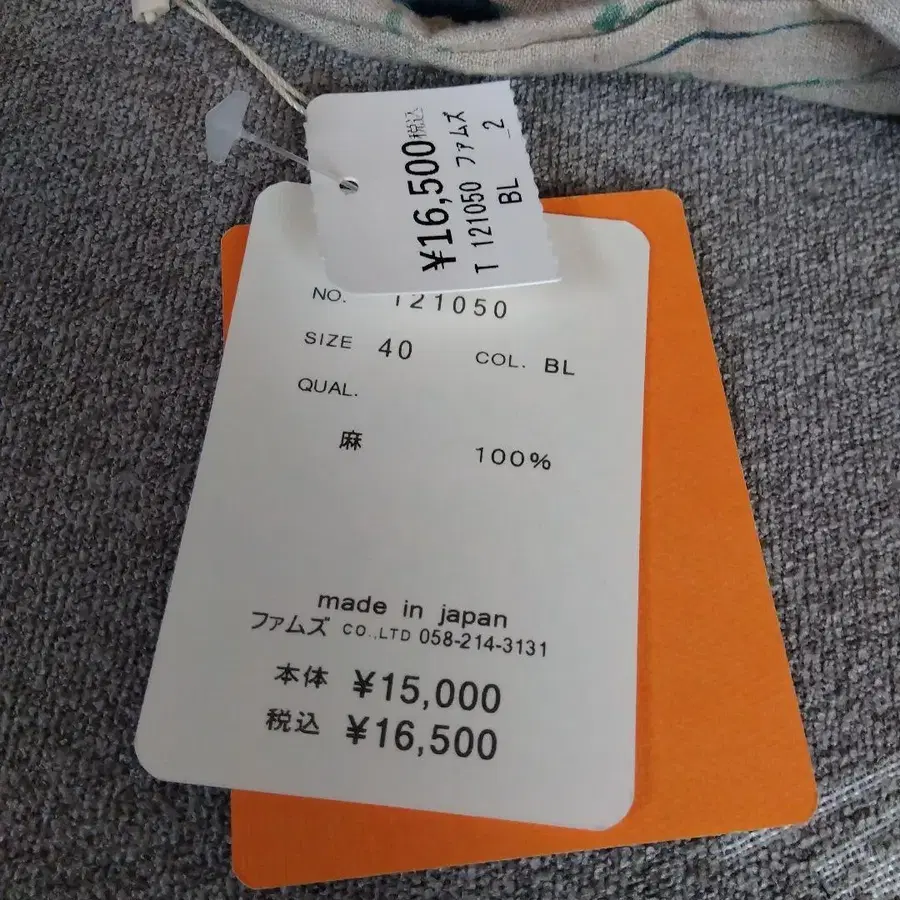 ¥16,500税込
T 121050 ファムズ
BL _2
NO. 121050
SIZE 40 COL. BL
QUAL.
麻 100%
made in japan
ファムズ CO.,LTD 058-214-3131
本体 ¥15,000
税込 ¥16,500